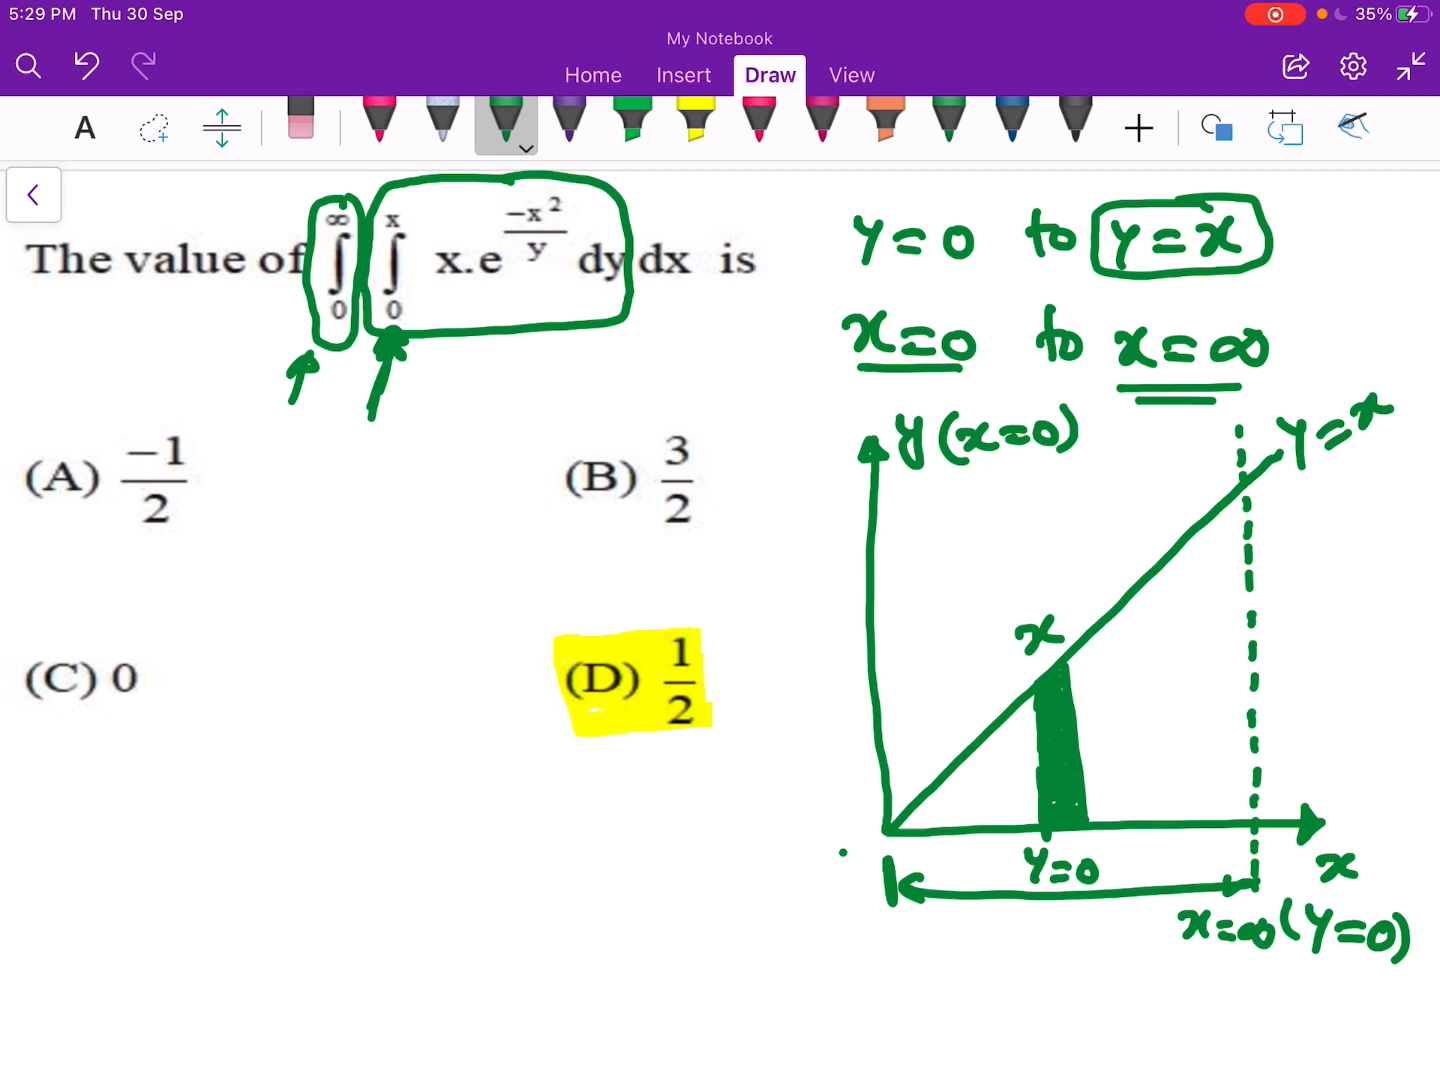 5:29 PM Thu 30 Sep
35%
My Notebook
Home Insert Draw View
A
The value of ∫₀^∞ ∫₀^x x.e^(−x²/y) dy dx is
(A) −1/2
(B) 3/2
(C) 0
(D) 1/2
y=0 to y=x
x=0 to x=∞
y(x=0)
y=x
x
y=0
x
x=∞(y=0)